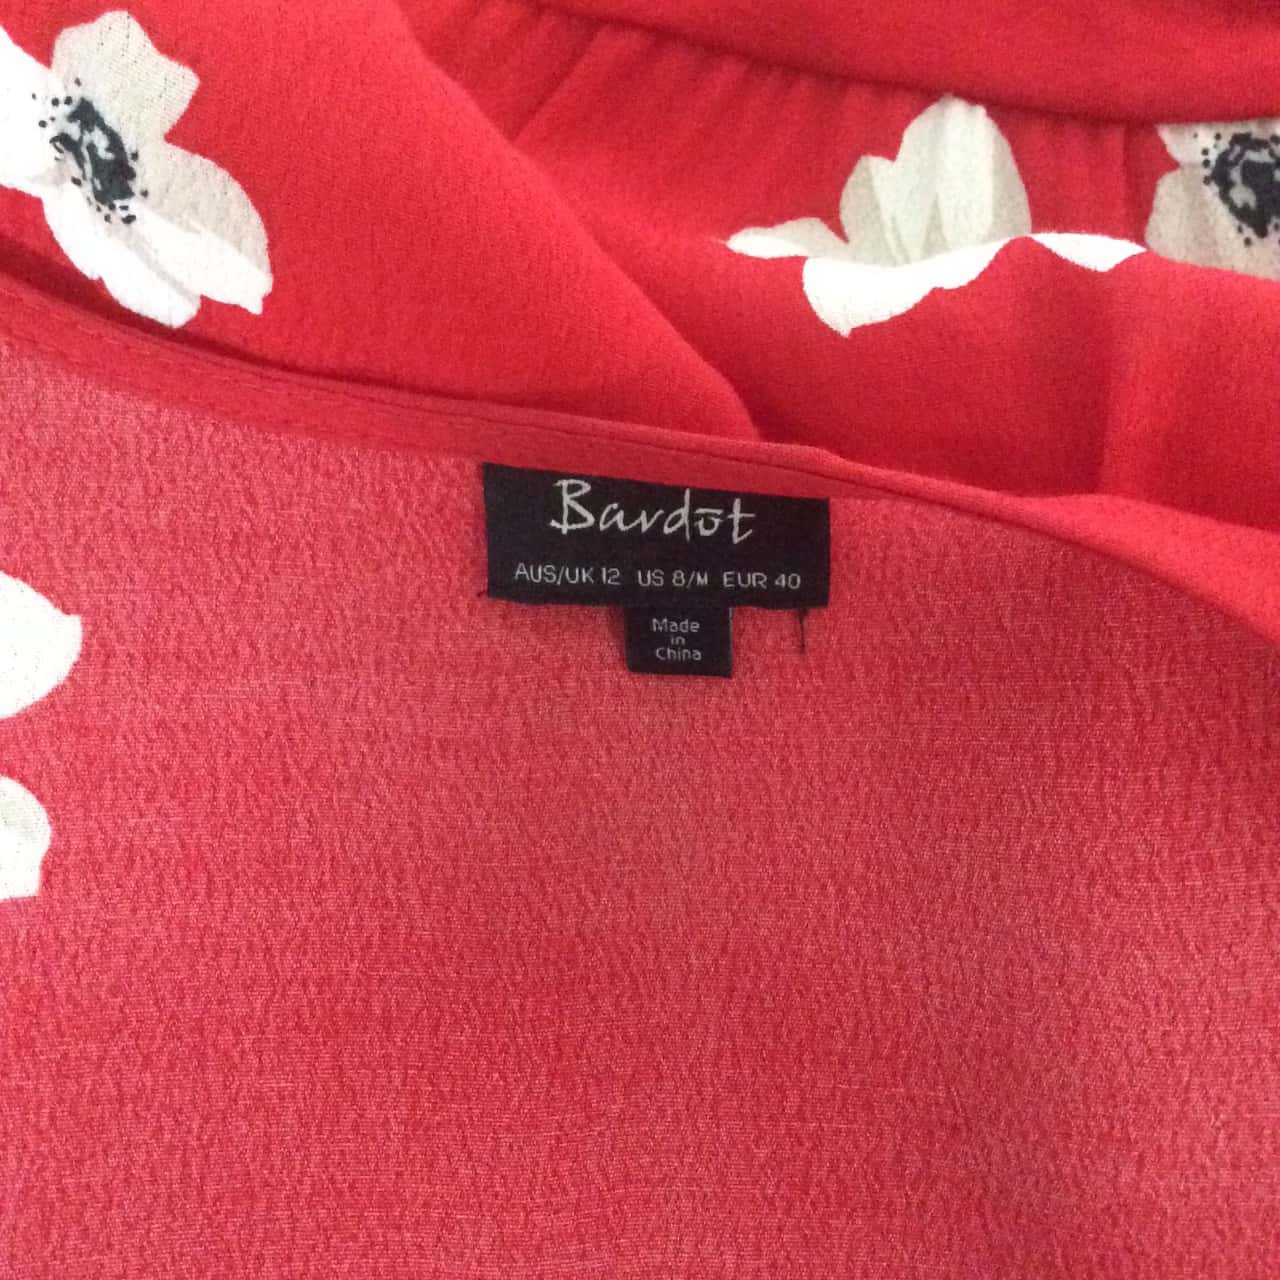 Bardot
AUS/UK 12 US 8/M EUR 40
Made
in
China